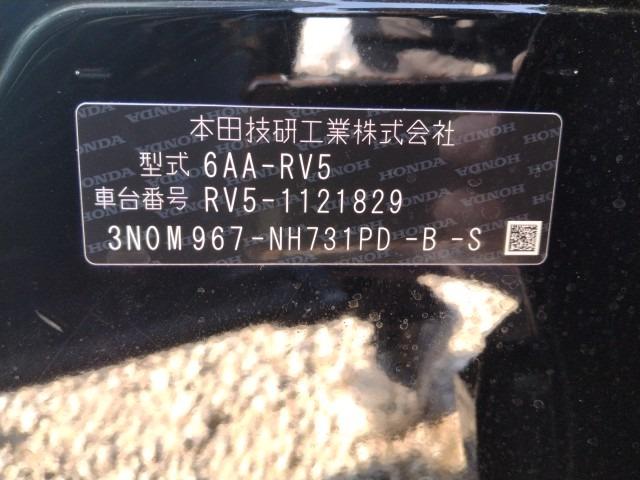 本田技研工業株式会社
型式 6AA-RV5
車台番号 RV5-1121829
3N0M967-NH731PD-B-S